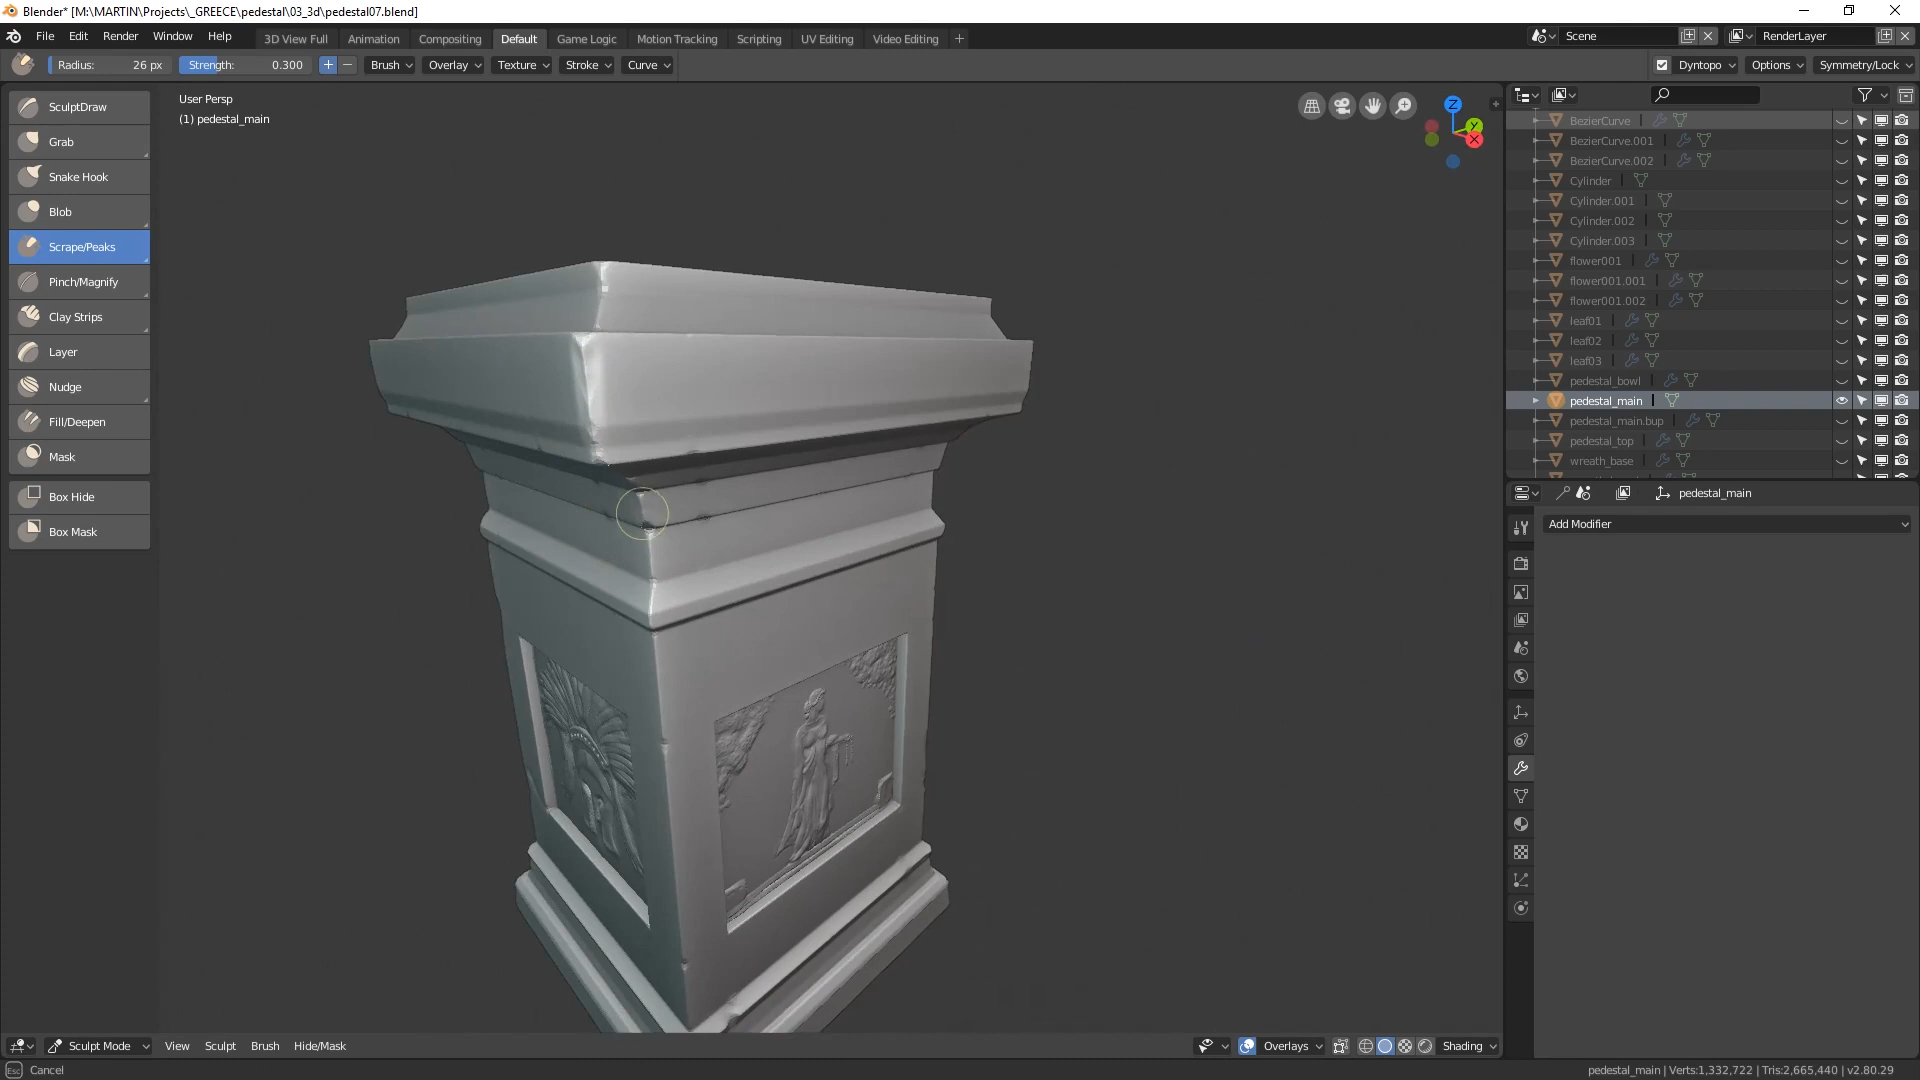 Blender* [M:\MARTIN\Projects\_GREECE\pedestal\03_3d\pedestal07.blend]
File Edit Render Window Help 3D View Full Animation Compositing Default Game Logic Motion Tracking Scripting UV Editing Video Editing + Scene RenderLayer
Radius: 26 px Strength: 0.300 + − Brush Overlay Texture Stroke Curve Dyntopo Options Symmetry/Lock
SculptDraw
Grab
Snake Hook
Blob
Scrape/Peaks
Pinch/Magnify
Clay Strips
Layer
Nudge
Fill/Deepen
Mask
Box Hide
Box Mask
User Persp
(1) pedestal_main
Z
Y
X
BezierCurve
BezierCurve.001
BezierCurve.002
Cylinder
Cylinder.001
Cylinder.002
Cylinder.003
flower001
flower001.001
flower001.002
leaf01
leaf02
leaf03
pedestal_bowl
pedestal_main
pedestal_main.bup
pedestal_top
wreath_base
pedestal_main
Add Modifier
Sculpt Mode View Sculpt Brush Hide/Mask Overlays Shading
Esc Cancel
pedestal_main | Verts:1,332,722 | Tris:2,665,440 | v2.80.29